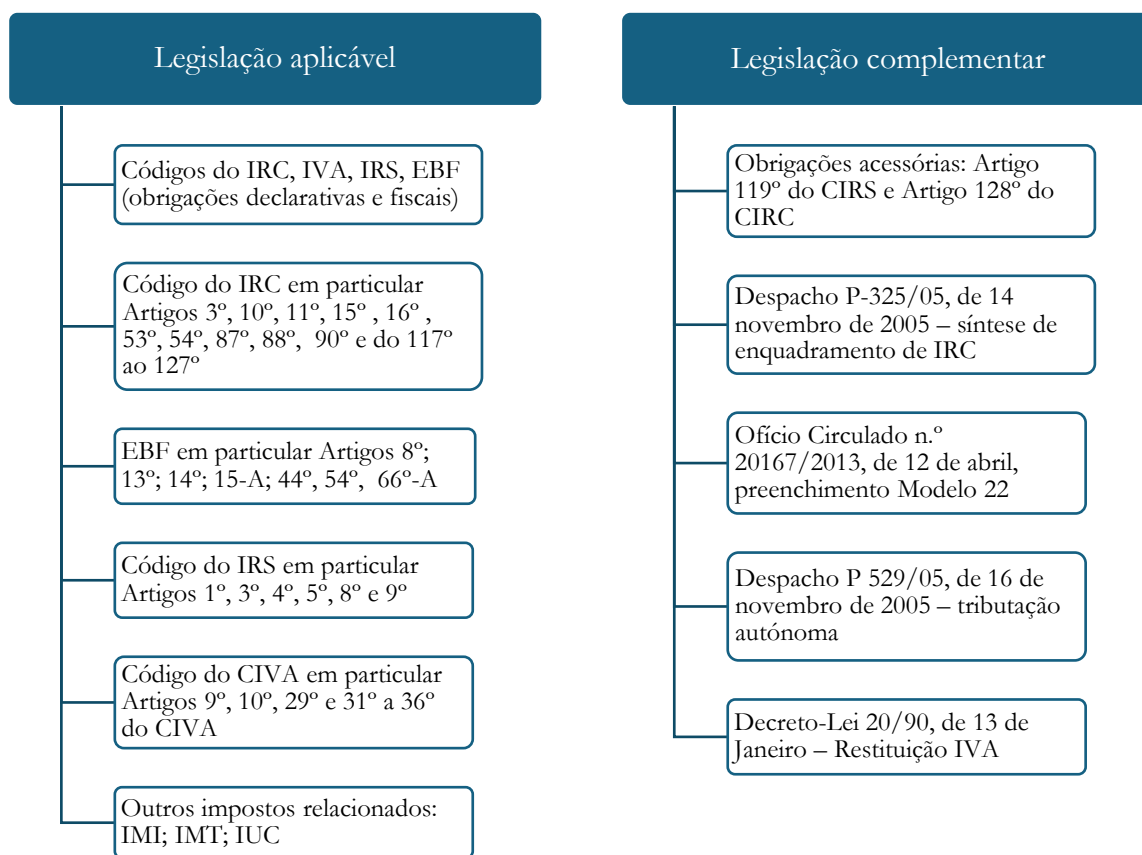 Legislação aplicável
Códigos do IRC, IVA, IRS, EBF
(obrigações declarativas e fiscais)
Código do IRC em particular
Artigos 3º, 10º, 11º, 15º , 16º ,
53º, 54º, 87º, 88º, 90º e do 117º
ao 127º
EBF em particular Artigos 8º;
13º; 14º; 15-A; 44º, 54º, 66º-A
Código do IRS em particular
Artigos 1º, 3º, 4º, 5º, 8º e 9º
Código do CIVA em particular
Artigos 9º, 10º, 29º e 31º a 36º
do CIVA
Outros impostos relacionados:
IMI; IMT; IUC
Legislação complementar
Obrigações acessórias: Artigo
119º do CIRS e Artigo 128º do
CIRC
Despacho P-325/05, de 14
novembro de 2005 – síntese de
enquadramento de IRC
Ofício Circulado n.º
20167/2013, de 12 de abril,
preenchimento Modelo 22
Despacho P 529/05, de 16 de
novembro de 2005 – tributação
autónoma
Decreto-Lei 20/90, de 13 de
Janeiro – Restituição IVA